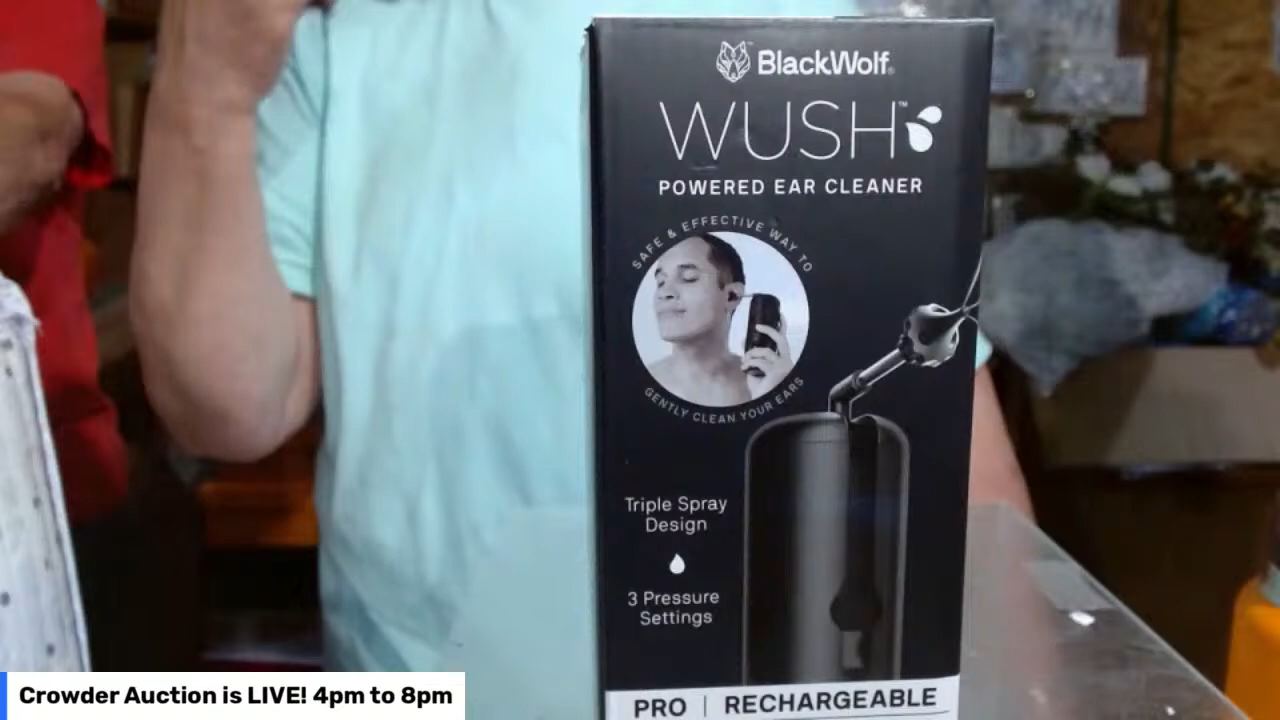 BlackWolf®
WUSH™
POWERED EAR CLEANER
SAFE & EFFECTIVE WAY TO
GENTLY CLEAN YOUR EARS
Triple Spray
Design
3 Pressure
Settings
PRO | RECHARGEABLE
Crowder Auction is LIVE! 4pm to 8pm